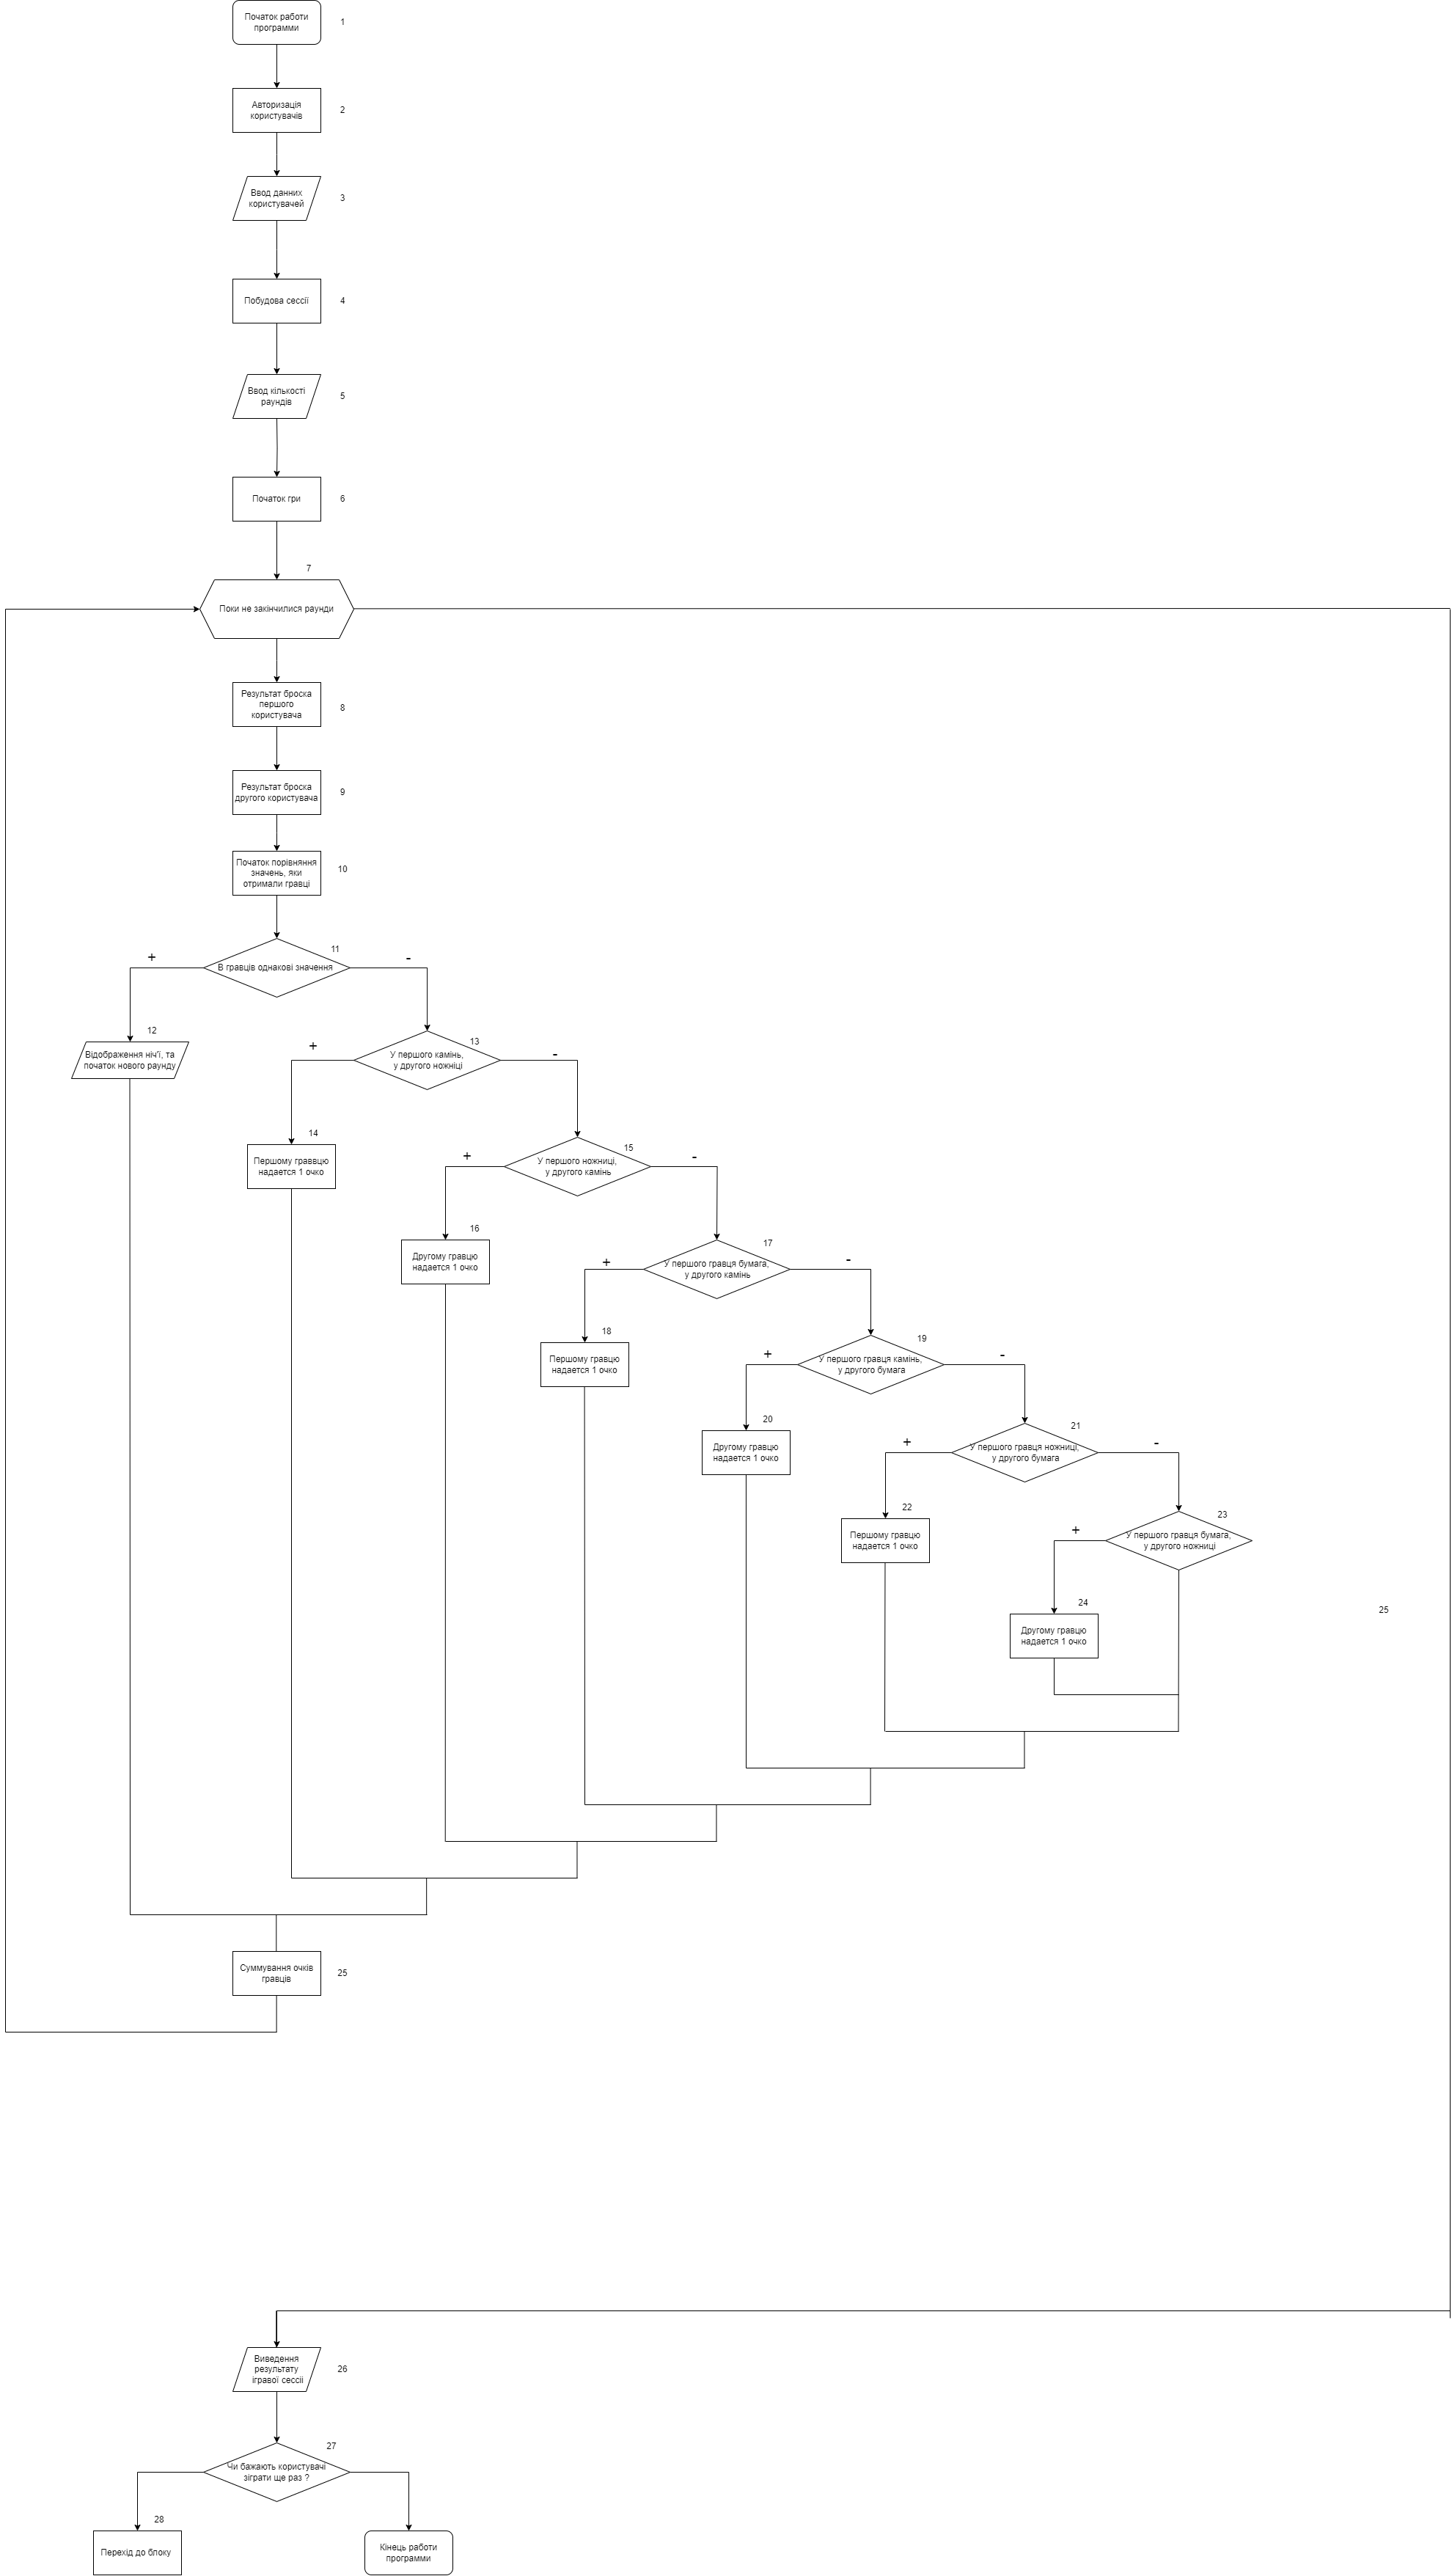 Початок работи
программи
1
Авторизація
користувачів
2
Ввод данних
користувачей
3
Побудова сессії
4
Ввод кількості
раундів
5
Початок гри
6
7
Поки не закінчилися раунди
Результат броска
першого
користувача
8
Результат броска
другого користувача
9
Початок порівняння
значень, яки
отримали гравці
10
11
+
-
В гравців однакові значення
12
Відображення ніч'ї, та
початок нового раунду
13
+
-
У першого камінь,
у другого ножніці
14
Першому граввцю
надается 1 очко
15
+
-
У першого ножниці,
у другого камінь
16
Другому гравцю
надается 1 очко
17
+
-
У першого гравця бумага,
у другого камінь
18
Першому гравцю
надается 1 очко
19
+
-
У першого гравця камінь,
у другого бумага
20
Другому гравцю
надается 1 очко
21
+
-
У першого гравця ножниці,
у другого бумага
22
Першому гравцю
надается 1 очко
23
+
У першого гравця бумага,
у другого ножниці
24
25
Другому гравцю
надается 1 очко
Суммування очків
гравців
25
Виведення
результату
ігравої сессіі
26
27
Чи бажають користувачі
зіграти ще раз ?
28
Перехід до блоку
Кінець работи
программи